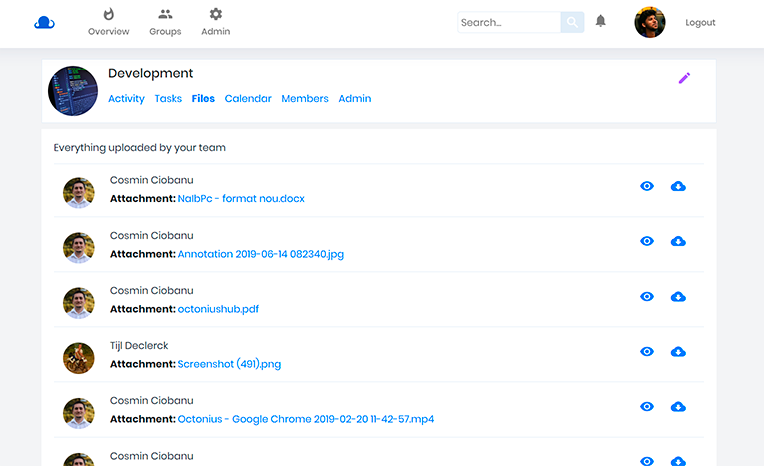 Overview Groups Admin Search... Logout
Development
Activity Tasks Files Calendar Members Admin
Everything uploaded by your team
Cosmin Ciobanu
Attachment: NaIbPc - format nou.docx
Cosmin Ciobanu
Attachment: Annotation 2019-06-14 082340.jpg
Cosmin Ciobanu
Attachment: octoniushub.pdf
Tijl Declerck
Attachment: Screenshot (491).png
Cosmin Ciobanu
Attachment: Octonius - Google Chrome 2019-02-20 11-42-57.mp4
Cosmin Ciobanu